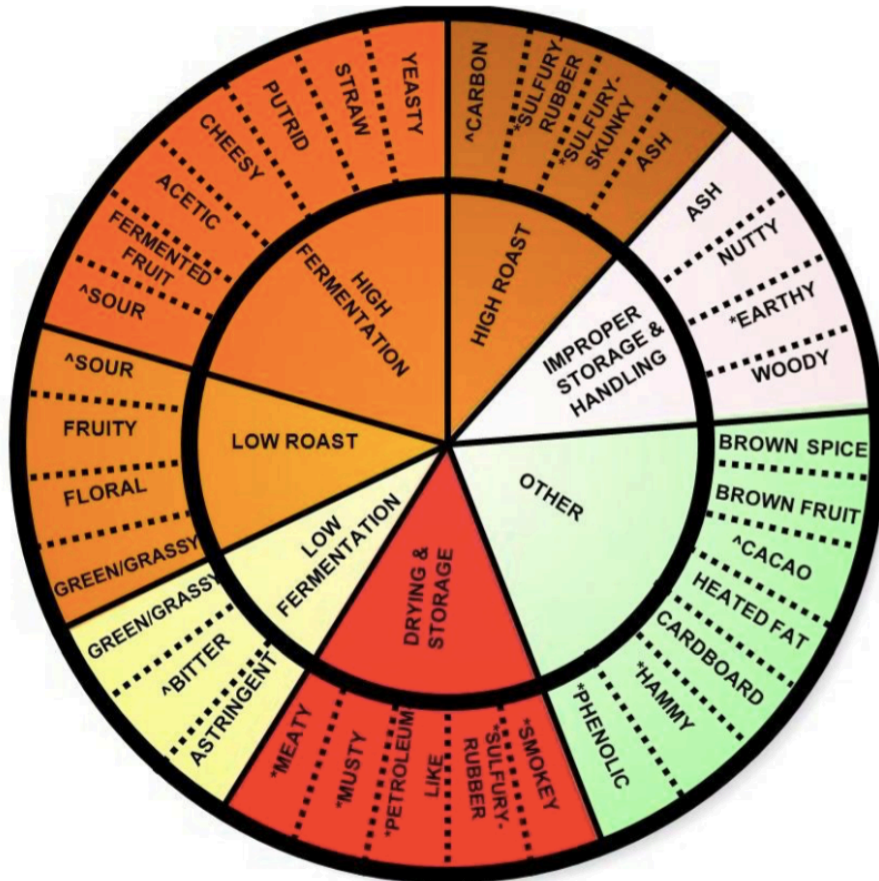 HIGH ROAST
^CARBON
*SULFURY-
RUBBER
*SULFURY-
SKUNKY
ASH
IMPROPER
STORAGE &
HANDLING
ASH
NUTTY
*EARTHY
WOODY
OTHER
BROWN SPICE
BROWN FRUIT
^CACAO
HEATED FAT
CARDBOARD
*HAMMY
*PHENOLIC
DRYING &
STORAGE
*SMOKEY
*SULFURY-
RUBBER
*PETROLEUM
LIKE
*MUSTY
*MEATY
LOW
FERMENTATION
ASTRINGENT
^BITTER
GREEN/GRASSY
LOW ROAST
GREEN/GRASSY
FLORAL
FRUITY
^SOUR
HIGH
FERMENTATION
^SOUR
FERMENTED
FRUIT
ACETIC
CHEESY
PUTRID
STRAW
YEASTY